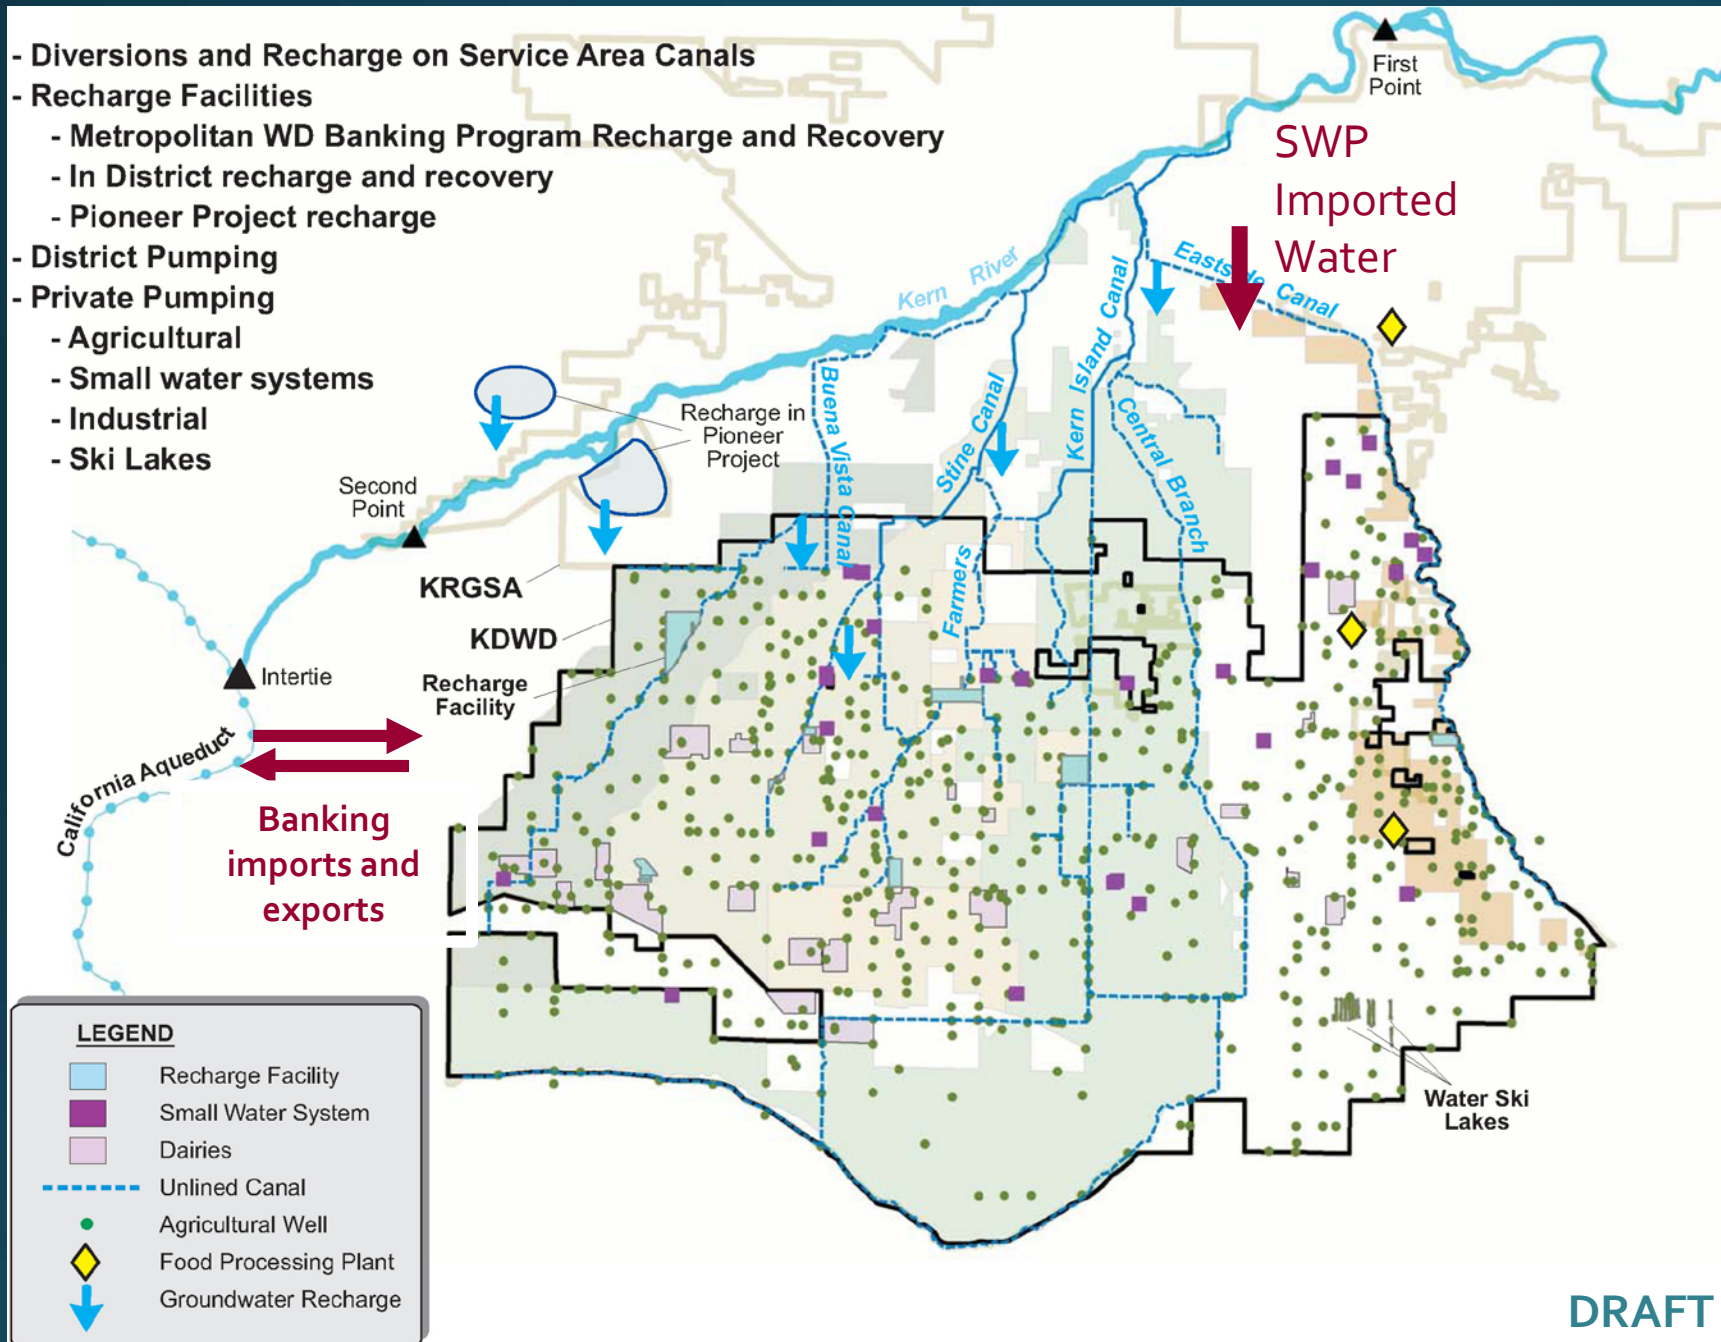 - Diversions and Recharge on Service Area Canals
- Recharge Facilities
- Metropolitan WD Banking Program Recharge and Recovery
- In District recharge and recovery
- Pioneer Project recharge
- District Pumping
- Private Pumping
- Agricultural
- Small water systems
- Industrial
- Ski Lakes
First
Point
SWP
Imported
Water
Kern River
Eastside Canal
Kern Island Canal
Buena Vista Canal
Stine Canal
Central Branch
Farmers
Recharge in
Pioneer
Project
Second
Point
KRGSA
KDWD
Recharge
Facility
Intertie
California Aqueduct
Banking
imports and
exports
Water Ski
Lakes
LEGEND
Recharge Facility
Small Water System
Dairies
Unlined Canal
Agricultural Well
Food Processing Plant
Groundwater Recharge
DRAFT